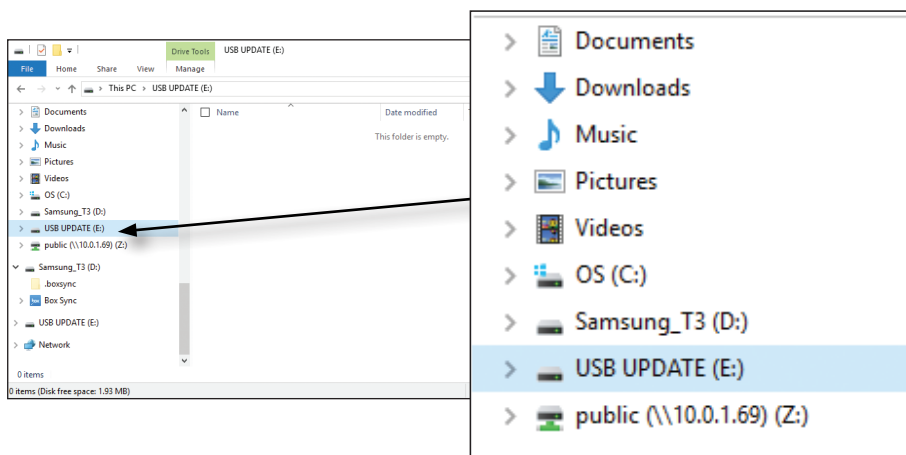 Drive Tools USB UPDATE (E:)
File Home Share View Manage
This PC > USB UPDATE (E:)
Documents
Downloads
Music
Pictures
Videos
OS (C:)
Samsung_T3 (D:)
USB UPDATE (E:)
public (\\10.0.1.69) (Z:)
Samsung_T3 (D:)
.boxsync
Box Sync
USB UPDATE (E:)
Network
0 items
0 items (Disk free space: 1.93 MB)
Name Date modified
This folder is empty.
Documents
Downloads
Music
Pictures
Videos
OS (C:)
Samsung_T3 (D:)
USB UPDATE (E:)
public (\\10.0.1.69) (Z:)